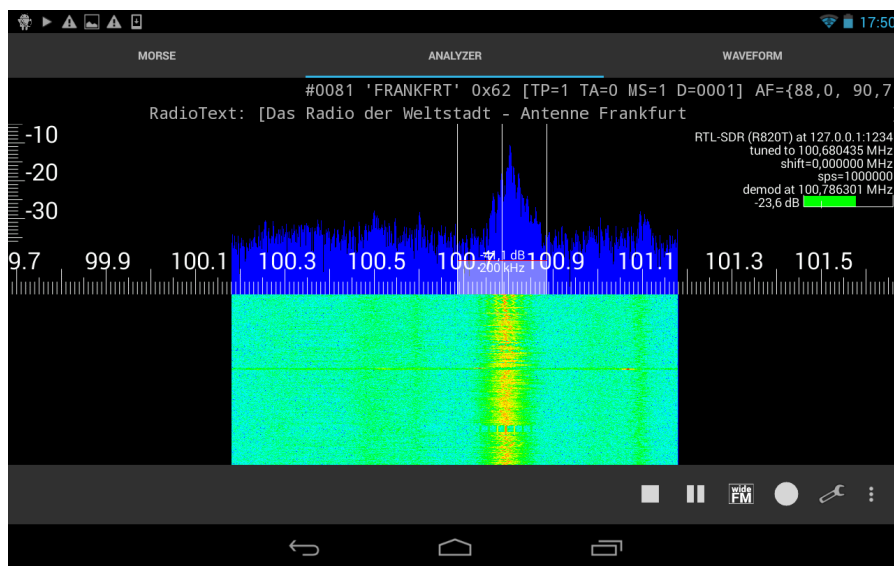 17:50
MORSE ANALYZER WAVEFORM
#0081 'FRANKFRT' 0x62 [TP=1 TA=0 MS=1 D=0001] AF={88,0, 90,7
RadioText: [Das Radio der Weltstadt - Antenne Frankfurt
RTL-SDR (R820T) at 127.0.0.1:1234
tuned to 100,680435 MHz
shift=0,000000 MHz
sps=1000000
demod at 100,786301 MHz
-23,6 dB
-10
-20
-30
9.7 99.9 100.1 100.3 100.5 100.9 101.1 101.3 101.5
200 kHz
wide
FM